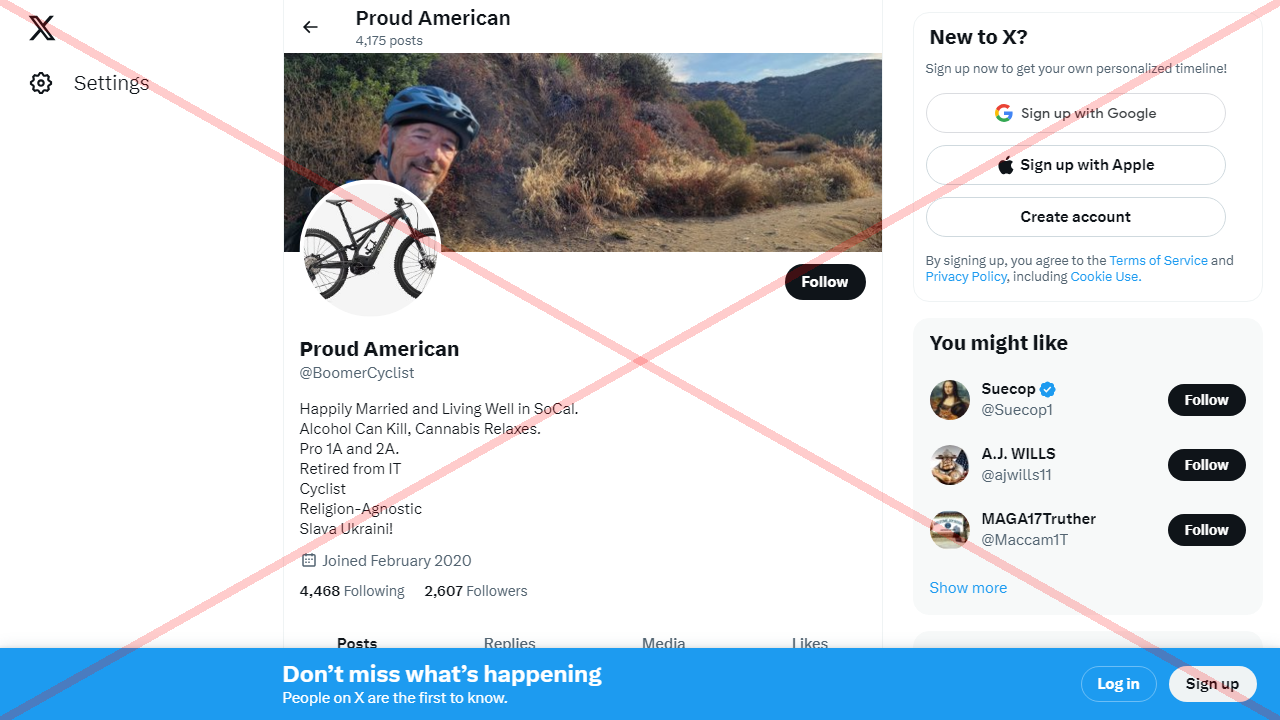 Settings
Proud American
4,175 posts
Follow
Proud American
@BoomerCyclist
Happily Married and Living Well in SoCal.
Alcohol Can Kill, Cannabis Relaxes.
Pro 1A and 2A.
Retired from IT
Cyclist
Religion-Agnostic
Slava Ukraini!
Joined February 2020
4,468 Following 2,607 Followers
Posts Replies Media Likes
New to X?
Sign up now to get your own personalized timeline!
Sign up with Google
Sign up with Apple
Create account
By signing up, you agree to the Terms of Service and
Privacy Policy, including Cookie Use.
You might like
Suecop
@Suecop1
Follow
A.J. WILLS
@ajwills11
Follow
MAGA17Truther
@Maccam1T
Follow
Show more
Don’t miss what’s happening
People on X are the first to know.
Log in
Sign up